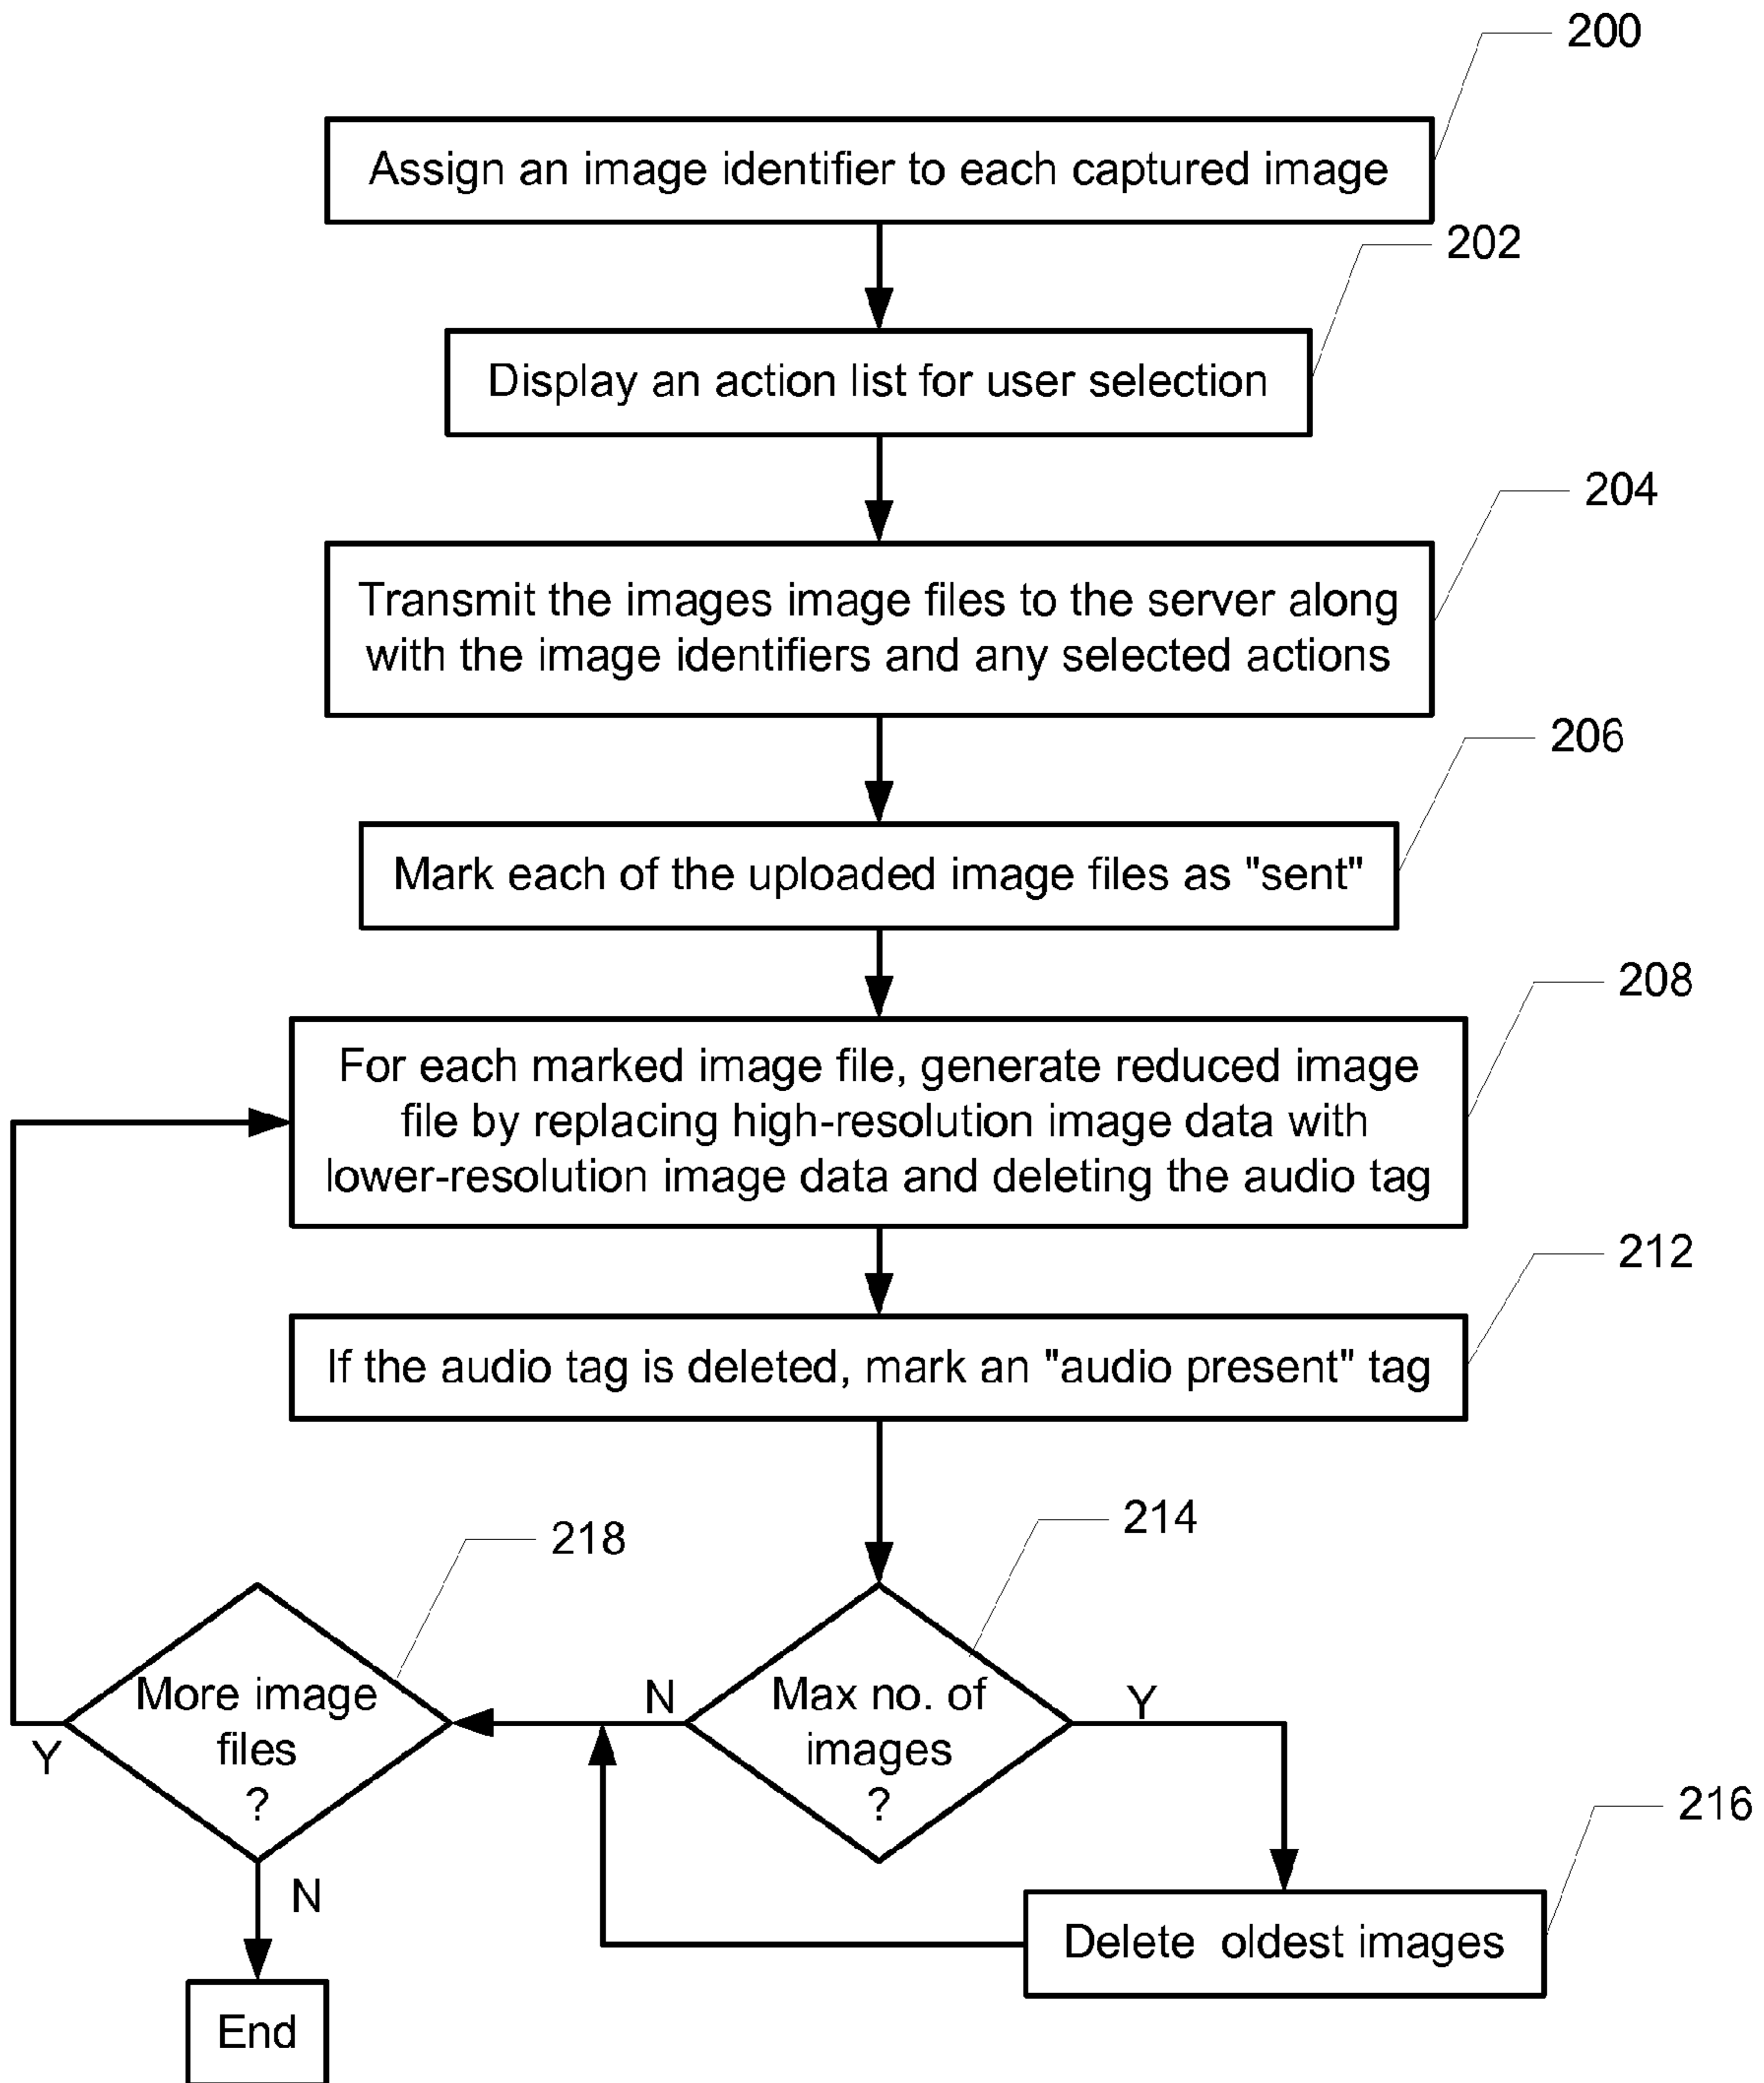 200
Assign an image identifier to each captured image
202
Display an action list for user selection
204
Transmit the images image files to the server along
with the image identifiers and any selected actions
206
Mark each of the uploaded image files as "sent"
208
For each marked image file, generate reduced image
file by replacing high-resolution image data with
lower-resolution image data and deleting the audio tag
212
If the audio tag is deleted, mark an "audio present" tag
214
218
More image
files
?
Y
N
N
Max no. of
images
?
Y
216
Delete oldest images
End